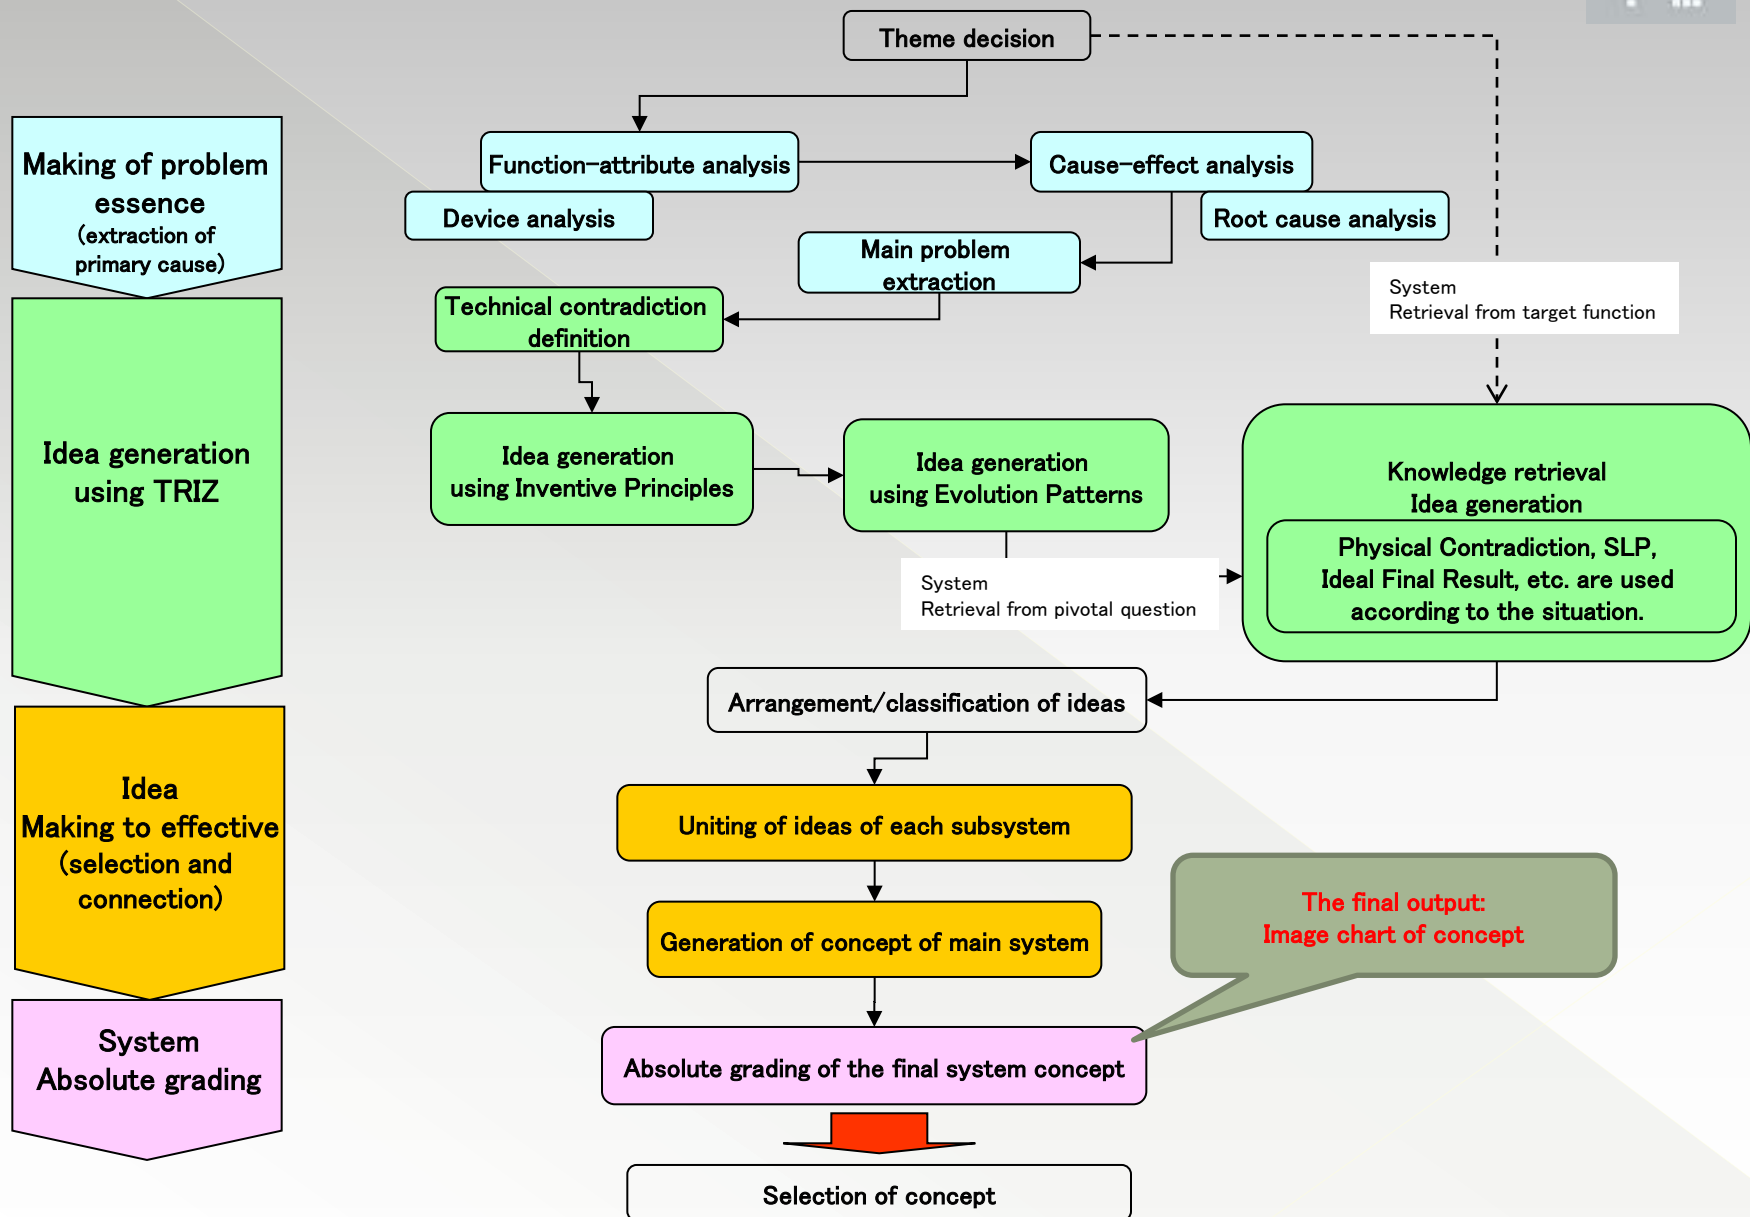 Theme decision
Making of problem
essence
(extraction of
primary cause)
Function-attribute analysis
Cause-effect analysis
Device analysis
Root cause analysis
Main problem
extraction
System
Retrieval from target function
Technical contradiction
definition
Idea generation
using TRIZ
Idea generation
using Inventive Principles
Idea generation
using Evolution Patterns
Knowledge retrieval
Idea generation
Physical Contradiction, SLP,
Ideal Final Result, etc. are used
according to the situation.
System
Retrieval from pivotal question
Arrangement/classification of ideas
Idea
Making to effective
(selection and
connection)
Uniting of ideas of each subsystem
Generation of concept of main system
The final output:
Image chart of concept
System
Absolute grading
Absolute grading of the final system concept
Selection of concept